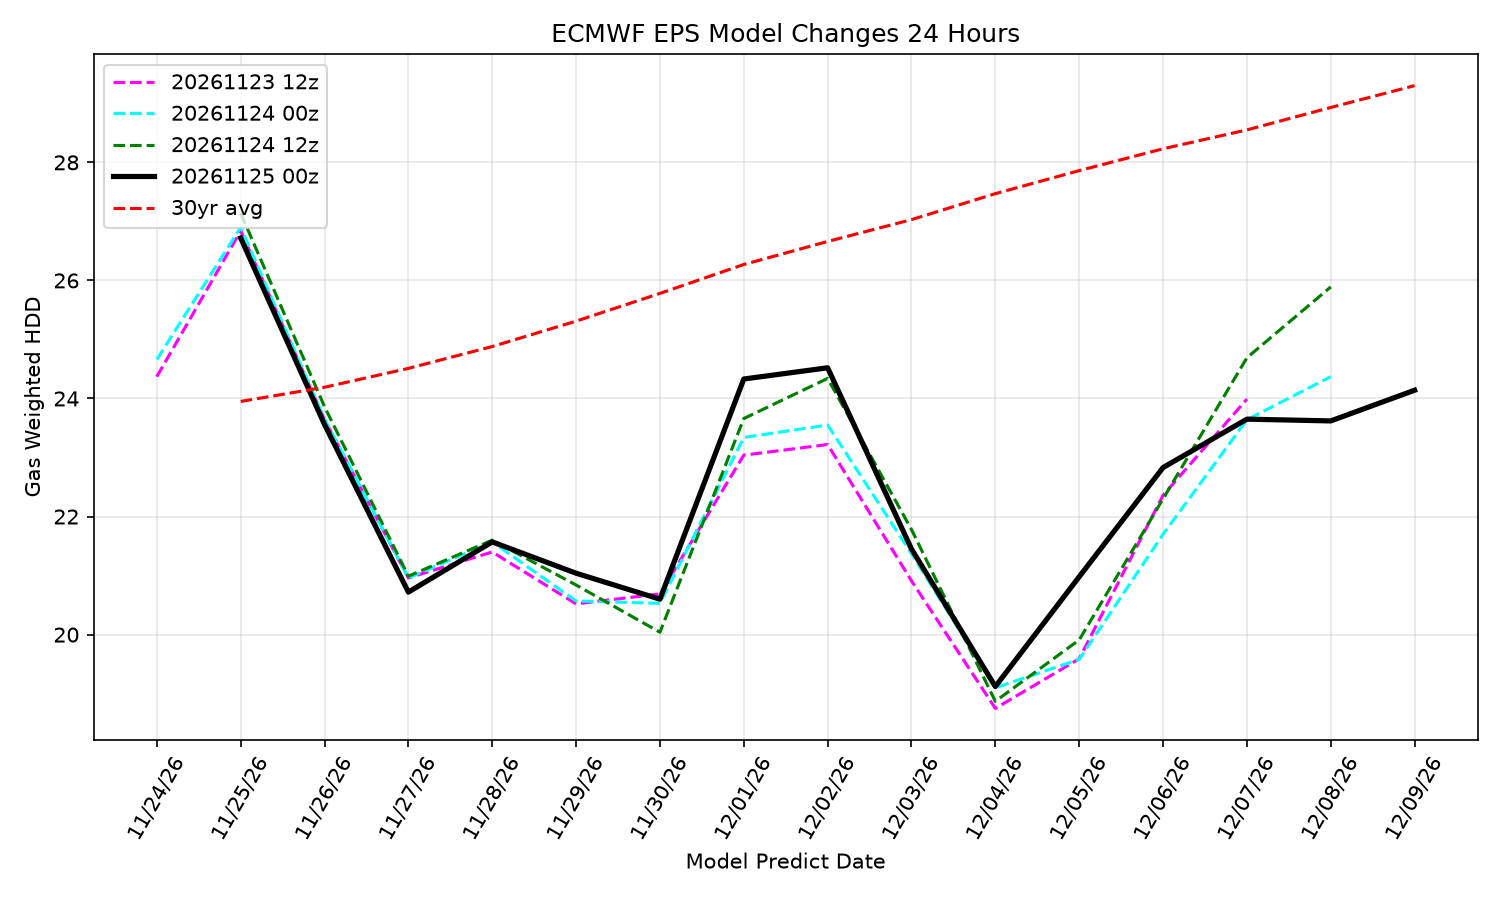 ECMWF EPS Model Changes 24 Hours
20261123 12z
20261124 00z
20261124 12z
20261125 00z
30yr avg
Gas Weighted HDD
28
26
24
22
20
11/24/26
11/25/26
11/26/26
11/27/26
11/28/26
11/29/26
11/30/26
12/01/26
12/02/26
12/03/26
12/04/26
12/05/26
12/06/26
12/07/26
12/08/26
12/09/26
Model Predict Date